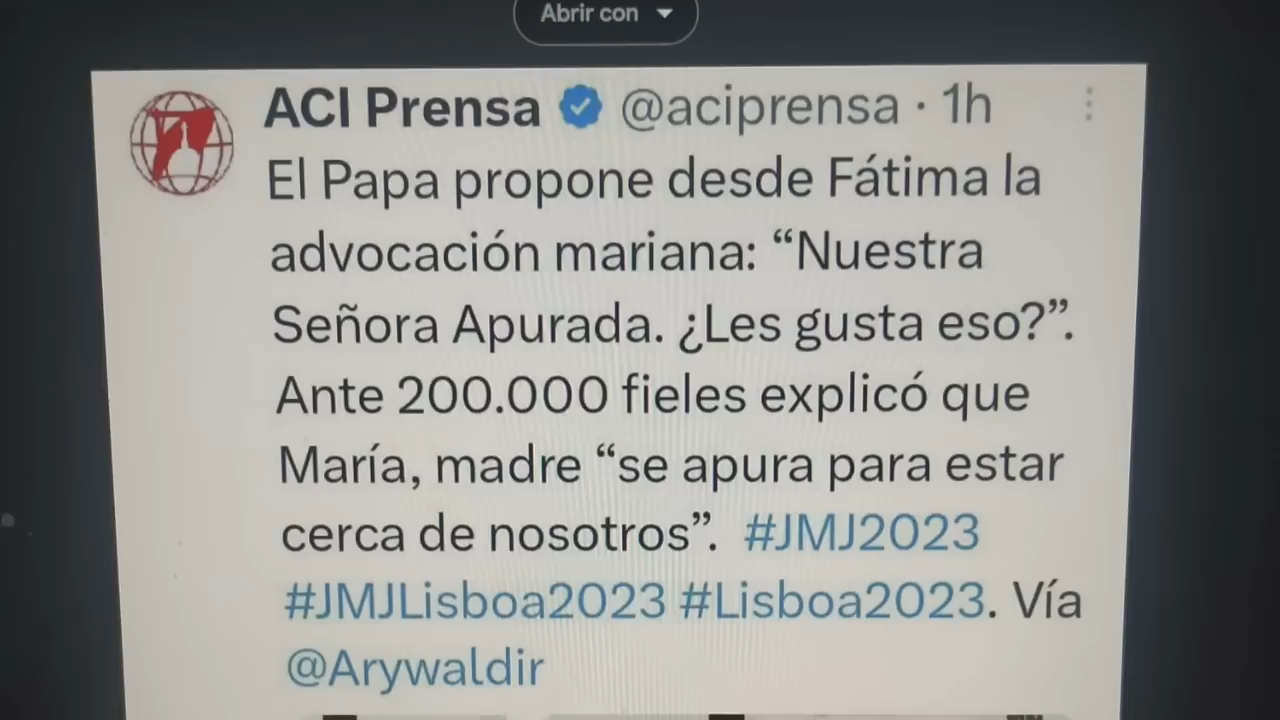 Abrir con
ACI Prensa @aciprensa · 1h
El Papa propone desde Fátima la
advocación mariana: “Nuestra
Señora Apurada. ¿Les gusta eso?”.
Ante 200.000 fieles explicó que
María, madre “se apura para estar
cerca de nosotros”. #JMJ2023
#JMJLisboa2023 #Lisboa2023. Vía
@Arywaldir